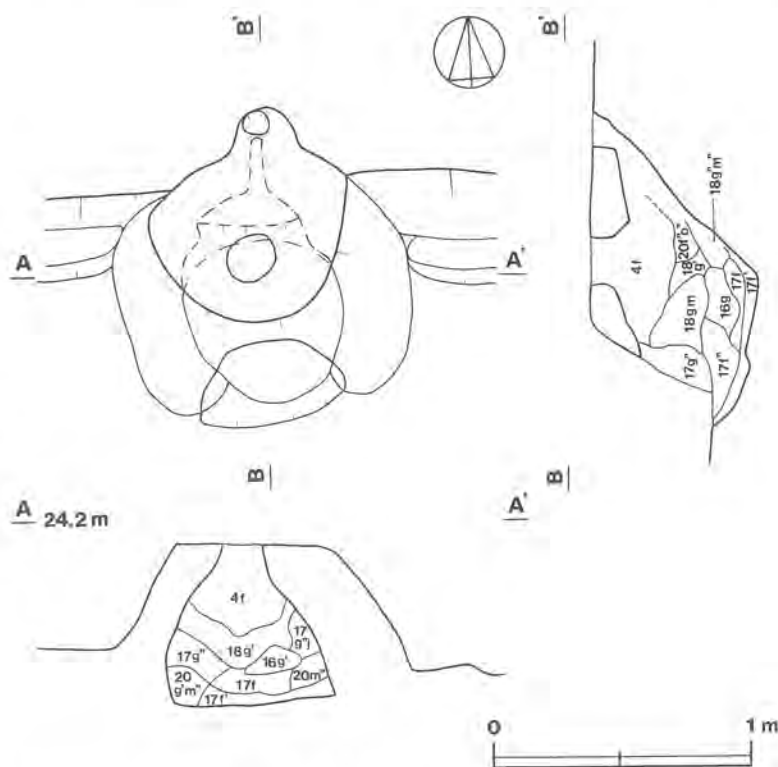 B'
B'
A
A'
4f
18
20f"b"
1g'
18g"m"
17f
17f'
16g
18gm
17g"
17f"
B
B
A 24.2 m
A'
4f
17
g"j
18g'
17g"
16g'
20
g'm"
17f
17f'
20m"
0
1 m